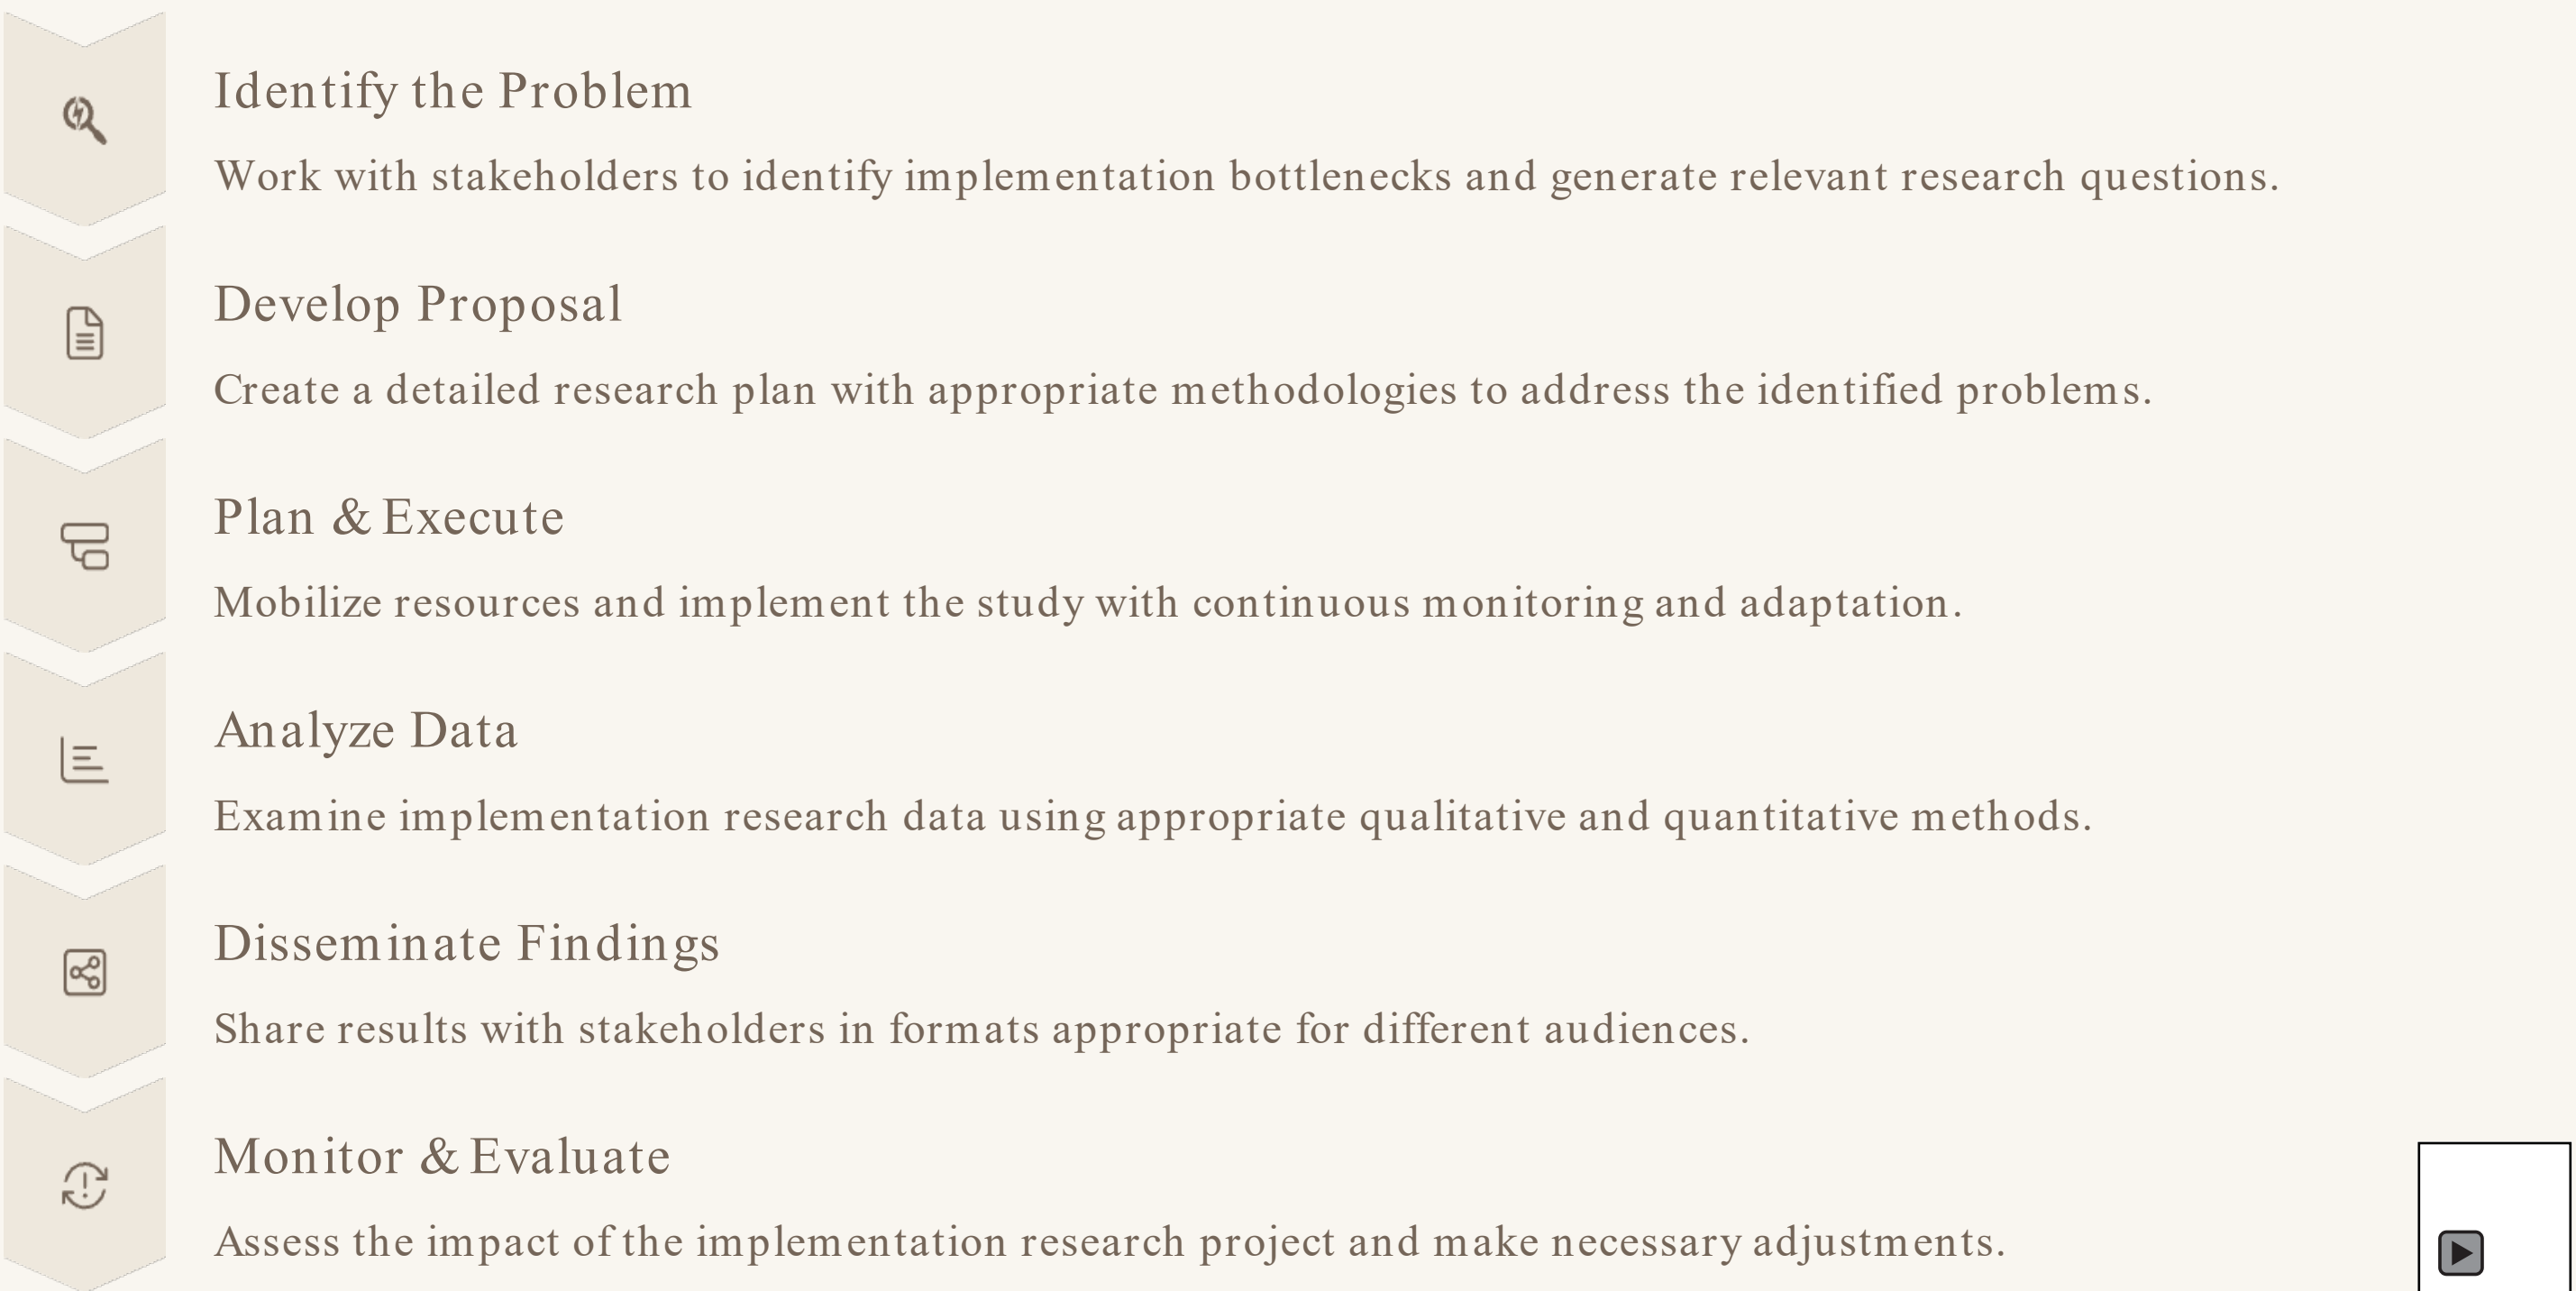 Identify the Problem
Work with stakeholders to identify implementation bottlenecks and generate relevant research questions.
Develop Proposal
Create a detailed research plan with appropriate methodologies to address the identified problems.
Plan & Execute
Mobilize resources and implement the study with continuous monitoring and adaptation.
Analyze Data
Examine implementation research data using appropriate qualitative and quantitative methods.
Disseminate Findings
Share results with stakeholders in formats appropriate for different audiences.
Monitor & Evaluate
Assess the impact of the implementation research project and make necessary adjustments.